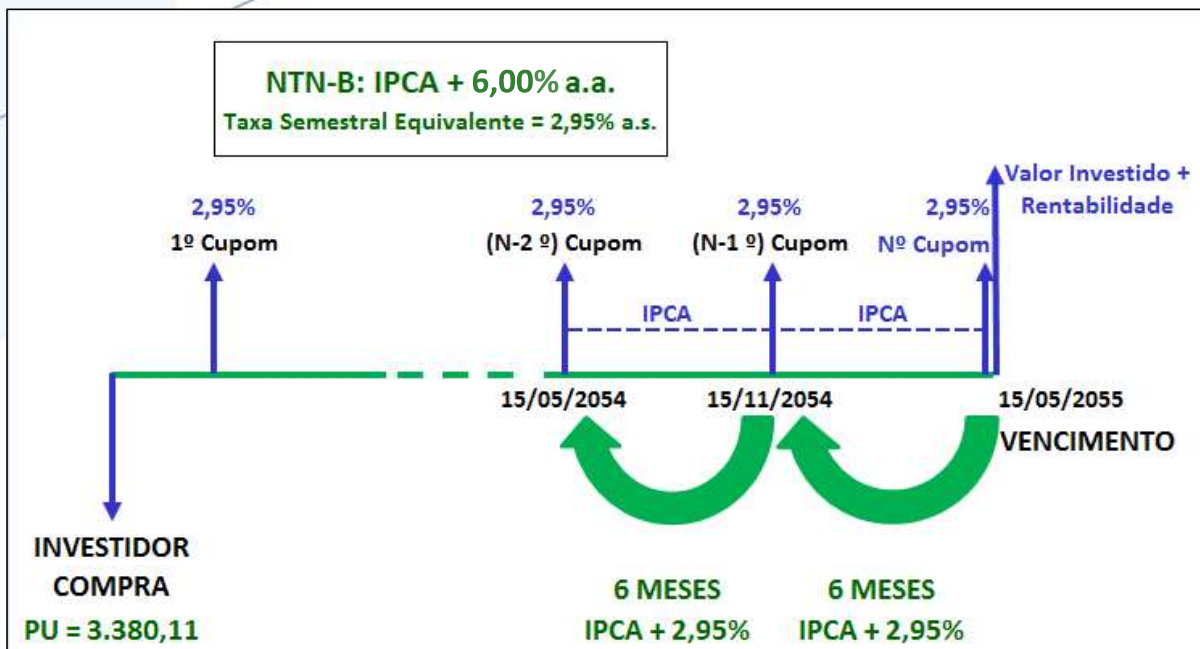 NTN-B: IPCA + 6,00% a.a.
Taxa Semestral Equivalente = 2,95% a.s.
2,95%
1º Cupom
2,95%
(N-2 º) Cupom
2,95%
(N-1 º) Cupom
2,95%
Nº Cupom
Valor Investido +
Rentabilidade
IPCA
IPCA
15/05/2054
15/11/2054
15/05/2055
VENCIMENTO
INVESTIDOR
COMPRA
PU = 3.380,11
6 MESES
IPCA + 2,95%
6 MESES
IPCA + 2,95%